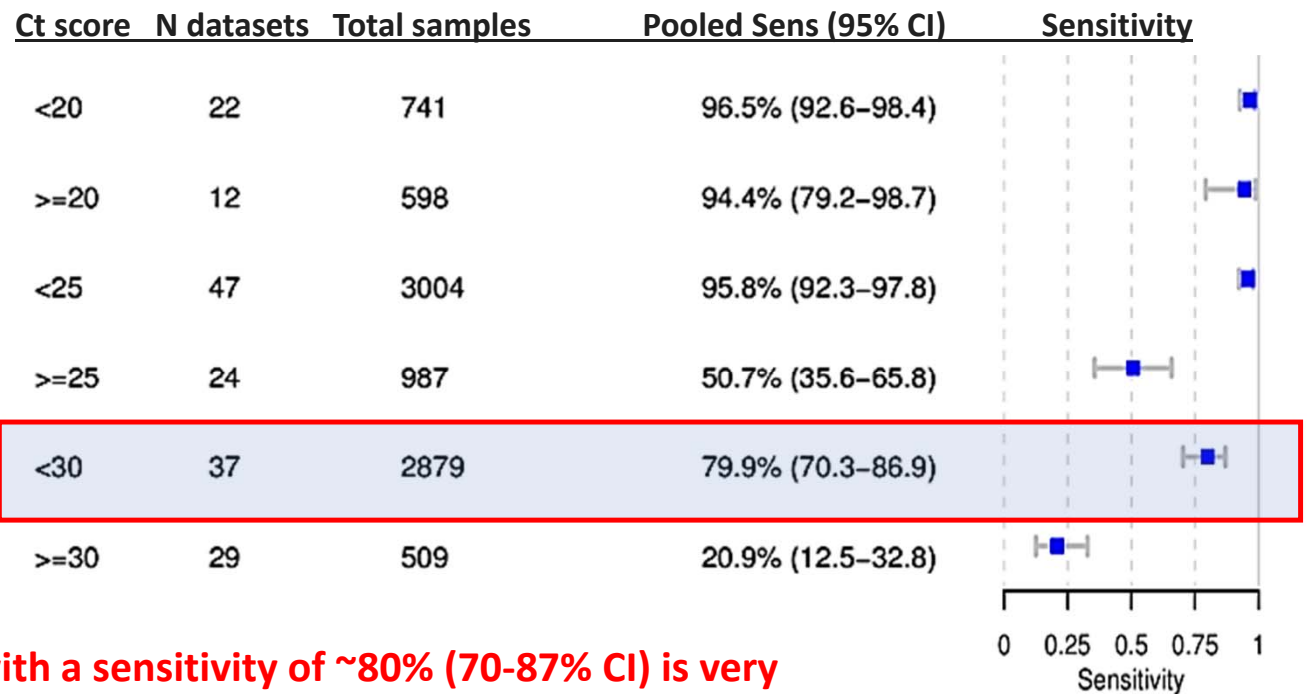 Ct score N datasets Total samples Pooled Sens (95% CI) Sensitivity
<20 22 741 96.5% (92.6–98.4)
>=20 12 598 94.4% (79.2–98.7)
<25 47 3004 95.8% (92.3–97.8)
>=25 24 987 50.7% (35.6–65.8)
<30 37 2879 79.9% (70.3–86.9)
>=30 29 509 20.9% (12.5–32.8)
0 0.25 0.5 0.75 1
Sensitivity
with a sensitivity of ~80% (70-87% CI) is very